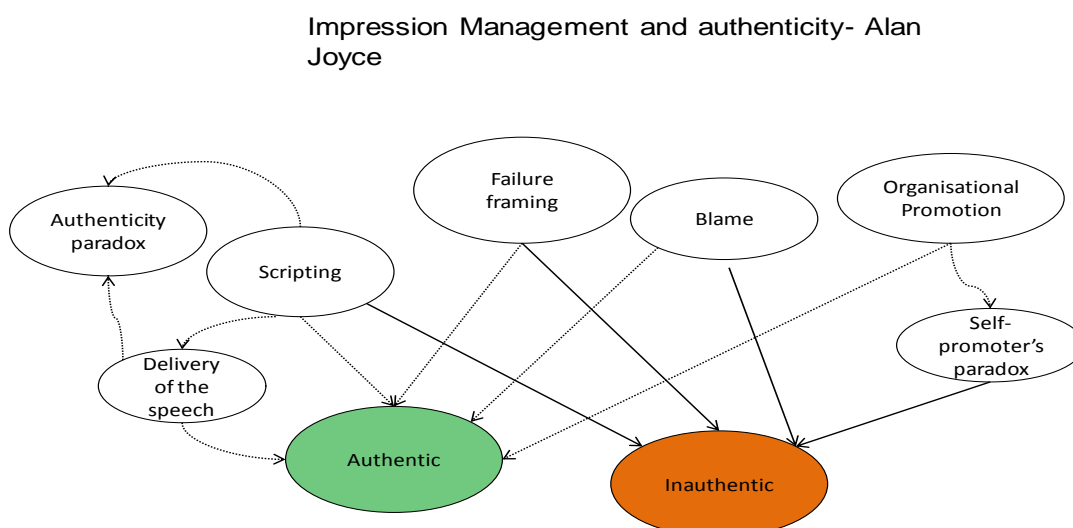 Impression Management and authenticity- Alan
Joyce
Failure
framing
Organisational
Promotion
Authenticity
paradox
Blame
Scripting
Self-
promoter's
paradox
Delivery
of the
speech
Authentic
Inauthentic